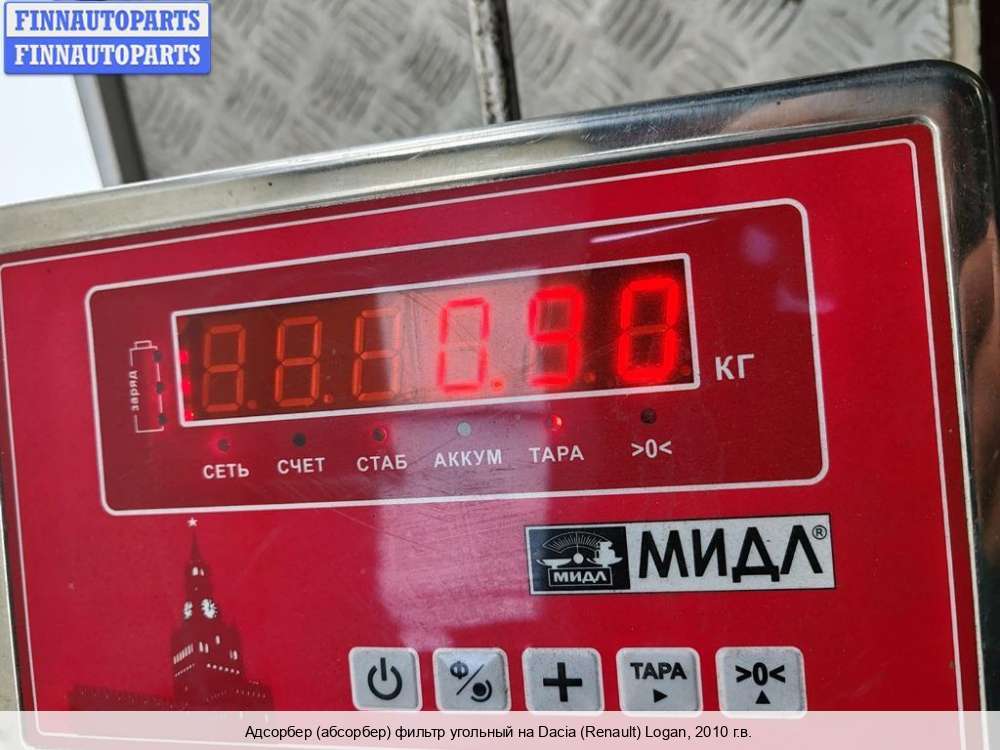 FINNAUTOPARTS
FINNAUTOPARTS
заряд
0.90
КГ
СЕТЬ СЧЕТ СТАБ АККУМ ТАРА >0<
МИДЛ МИДЛ®
Ф ТАРА >0<
Адсорбер (абсорбер) фильтр угольный на Dacia (Renault) Logan, 2010 г.в.